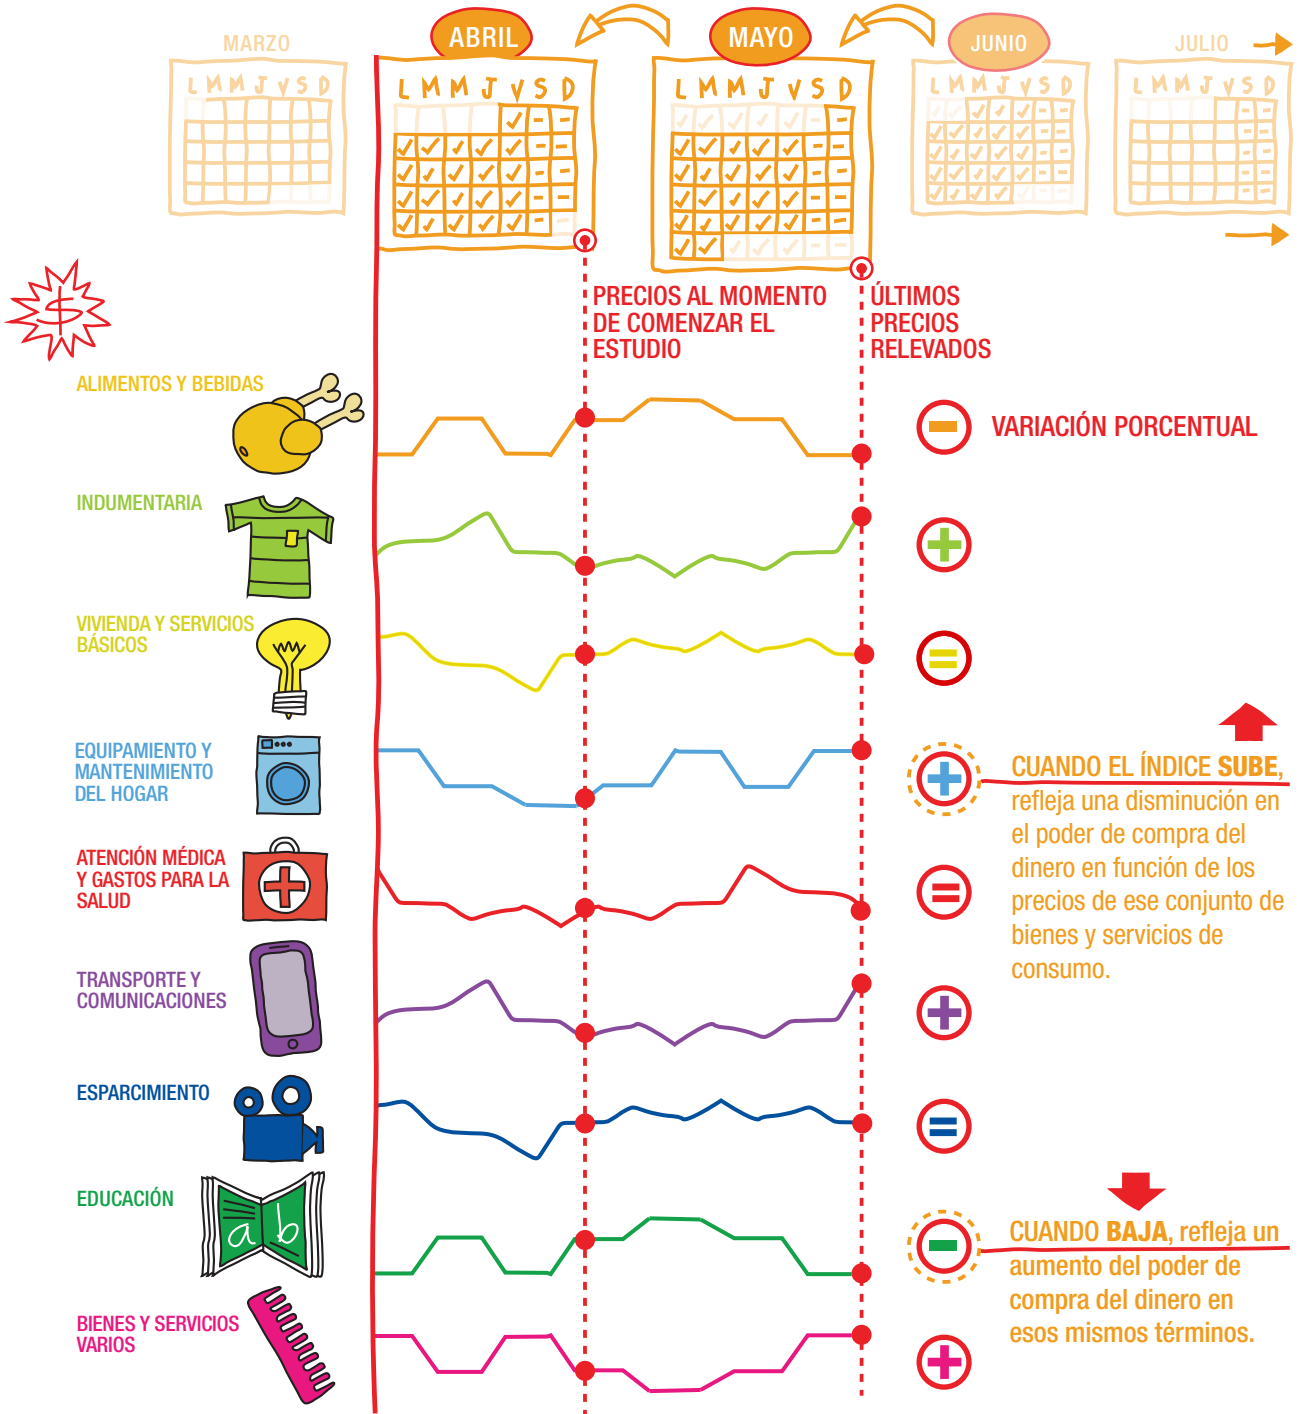 MARZO
ABRIL
MAYO
JUNIO
JULIO
L M M J V S D
L M M J V S D
L M M J V S D
L M M J V S D
L M M J V S D
$
PRECIOS AL MOMENTO
DE COMENZAR EL
ESTUDIO
ÚLTIMOS
PRECIOS
RELEVADOS
ALIMENTOS Y BEBIDAS
VARIACIÓN PORCENTUAL
INDUMENTARIA
VIVIENDA Y SERVICIOS
BÁSICOS
EQUIPAMIENTO Y
MANTENIMIENTO
DEL HOGAR
CUANDO EL ÍNDICE SUBE,
refleja una disminución en
el poder de compra del
dinero en función de los
precios de ese conjunto de
bienes y servicios de
consumo.
ATENCIÓN MÉDICA
Y GASTOS PARA LA
SALUD
TRANSPORTE Y
COMUNICACIONES
ESPARCIMIENTO
EDUCACIÓN
a b
CUANDO BAJA, refleja un
aumento del poder de
compra del dinero en
esos mismos términos.
BIENES Y SERVICIOS
VARIOS